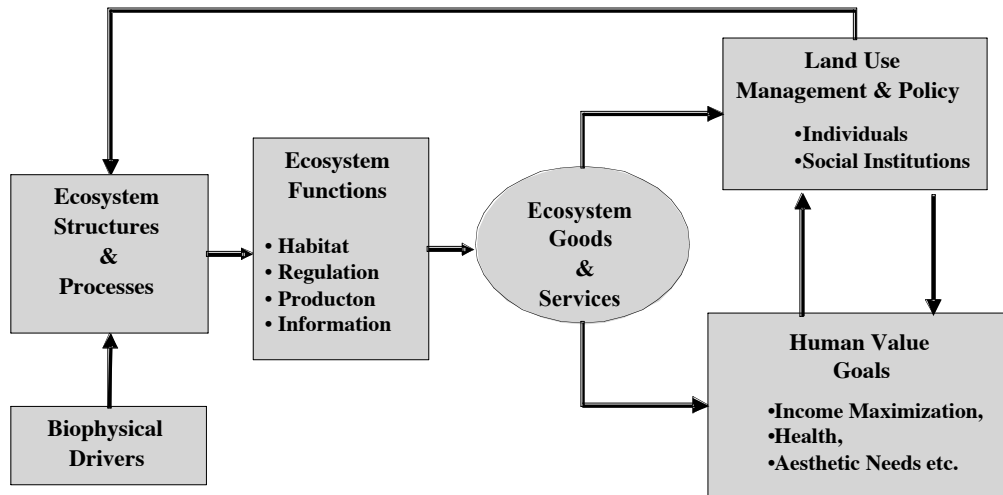 Land Use
Management & Policy
•Individuals
•Social Institutions
Ecosystem
Functions
• Habitat
• Regulation
• Producton
• Information
Ecosystem
Structures
&
Processes
Ecosystem
Goods
&
Services
Human Value
Goals
•Income Maximization,
•Health,
•Aesthetic Needs etc.
Biophysical
Drivers